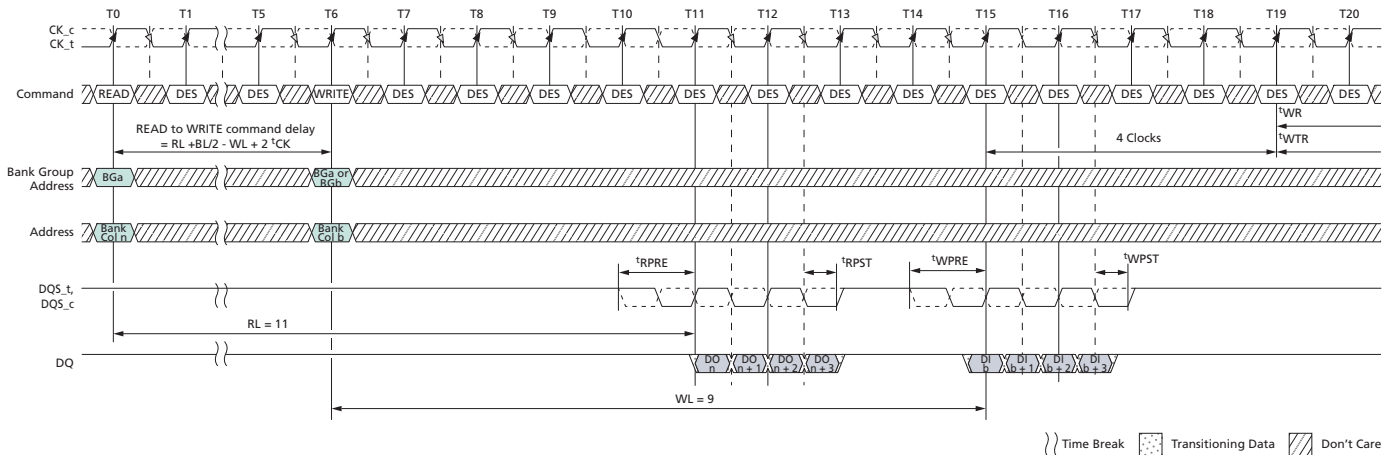 T0 T1 T5 T6 T7 T8 T9 T10 T11 T12 T13 T14 T15 T16 T17 T18 T19 T20
CK_c
CK_t
Command READ DES DES WRITE DES DES DES DES DES DES DES DES DES DES DES DES DES DES
tWR
READ to WRITE command delay
= RL +BL/2 - WL + 2 tCK
4 Clocks
tWTR
Bank Group
Address
BGa
BGa or
BGb
Address
Bank
Col n
Bank
Col b
tRPRE tRPST tWPRE tWPST
DQS_t,
DQS_c
RL = 11
DQ
DO
n
DO
n + 1
DO
n + 2
DO
n + 3
DI
b
DI
b + 1
DI
b + 2
DI
b + 3
WL = 9
Time Break Transitioning Data Don't Care